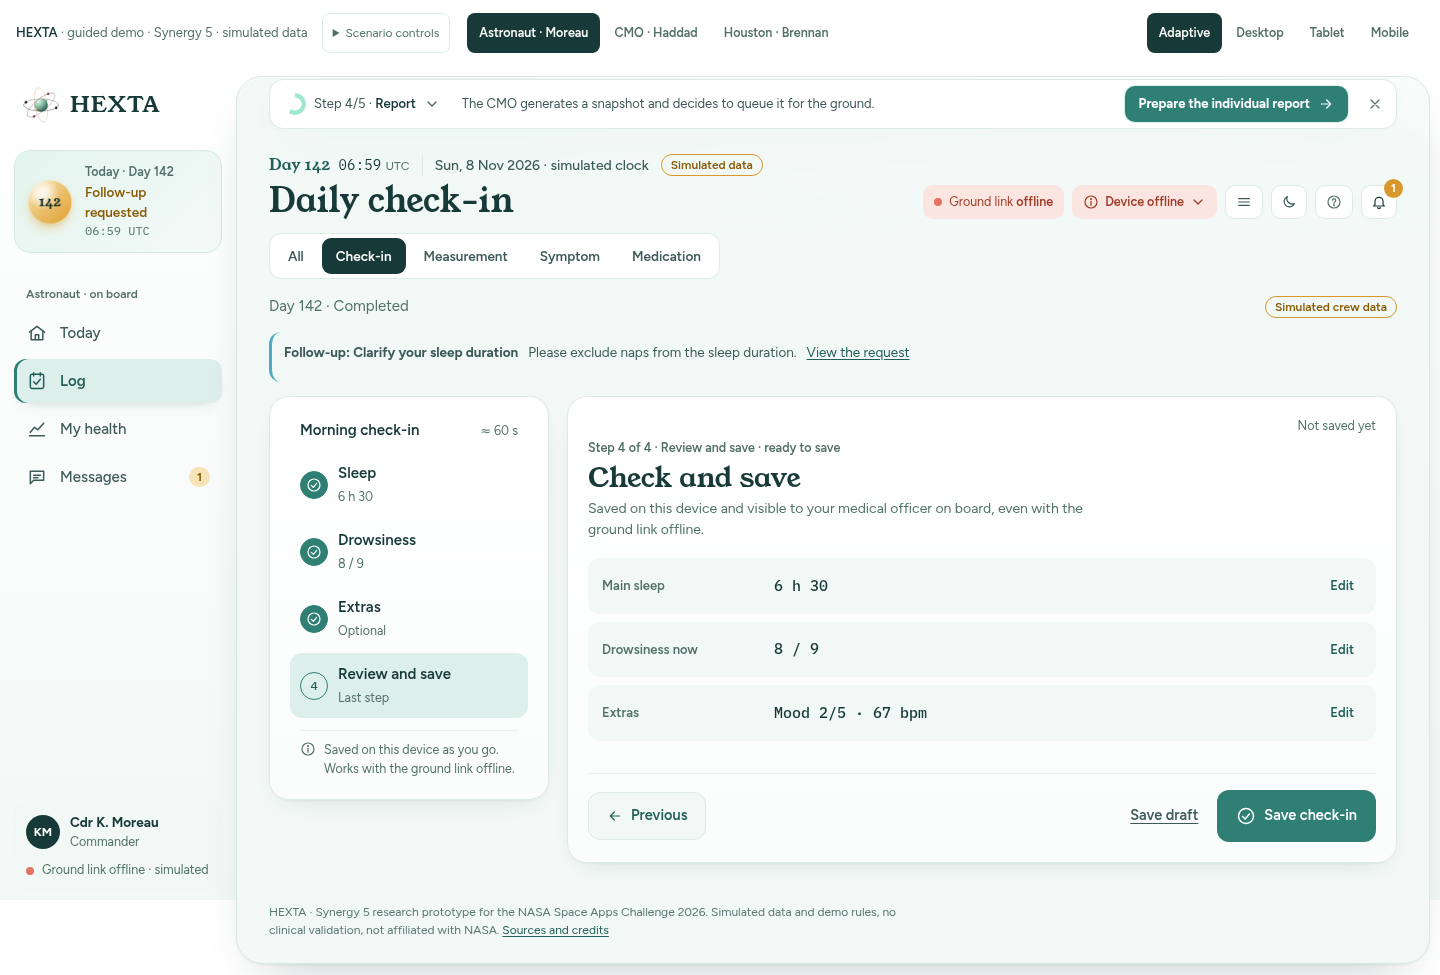 HEXTA · guided demo · Synergy 5 · simulated data
Scenario controls
Astronaut · Moreau
CMO · Haddad
Houston · Brennan
Adaptive
Desktop
Tablet
Mobile
HEXTA
142
Today · Day 142
Follow-up
requested
06:59 UTC
Astronaut · on board
Today
Log
My health
Messages
1
KM
Cdr K. Moreau
Commander
Ground link offline · simulated
Step 4/5 · Report
The CMO generates a snapshot and decides to queue it for the ground.
Prepare the individual report
Day 142 06:59 UTC
Sun, 8 Nov 2026 · simulated clock
Simulated data
Daily check-in
Ground link offline
Device offline
1
All
Check-in
Measurement
Symptom
Medication
Day 142 · Completed
Simulated crew data
Follow-up: Clarify your sleep duration Please exclude naps from the sleep duration. View the request
Morning check-in
≈ 60 s
Sleep
6 h 30
Drowsiness
8 / 9
Extras
Optional
4
Review and save
Last step
Saved on this device as you go.
Works with the ground link offline.
Not saved yet
Step 4 of 4 · Review and save · ready to save
Check and save
Saved on this device and visible to your medical officer on board, even with the
ground link offline.
Main sleep
6 h 30
Edit
Drowsiness now
8 / 9
Edit
Extras
Mood 2/5 · 67 bpm
Edit
Previous
Save draft
Save check-in
HEXTA · Synergy 5 research prototype for the NASA Space Apps Challenge 2026. Simulated data and demo rules, no
clinical validation, not affiliated with NASA. Sources and credits